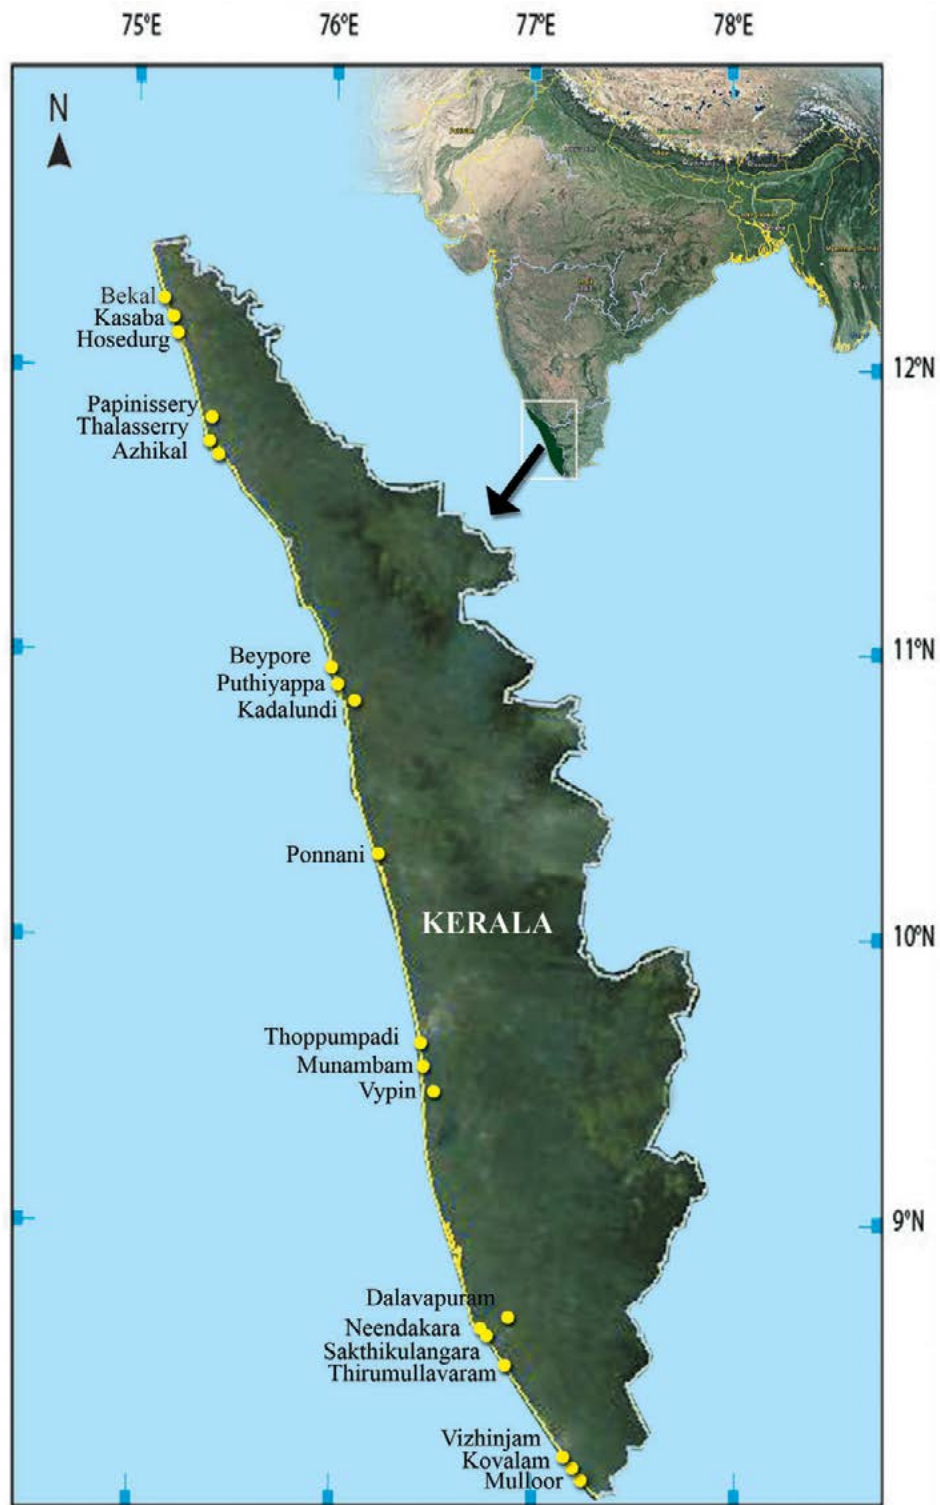 75°E 76°E 77°E 78°E
N
Bekal
Kasaba
Hosedurg
12°N
Papinissery
Thalasserry
Azhikal
11°N
Beypore
Puthiyappa
Kadalundi
Ponnani
KERALA
10°N
Thoppumpadi
Munambam
Vypin
9°N
Dalavapuram
Neendakara
Sakthikulangara
Thirumullavaram
Vizhinjam
Kovalam
Mulloor